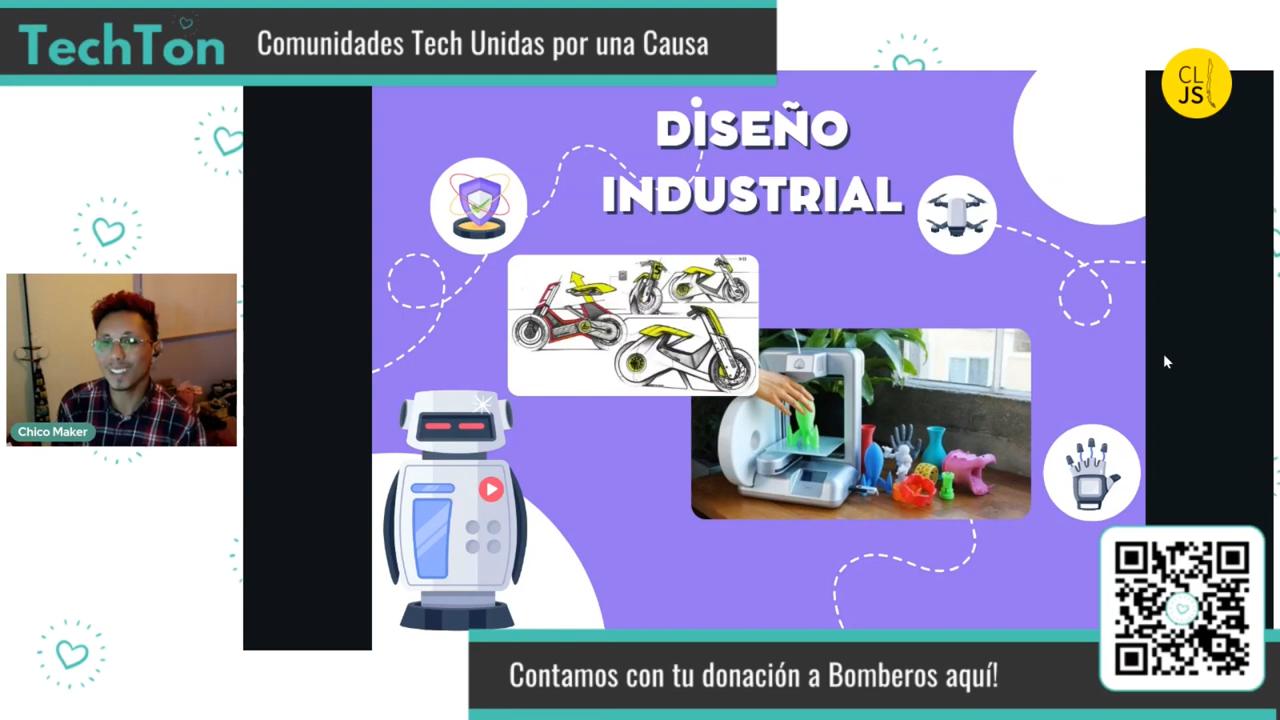 TechTon
Comunidades Tech Unidas por una Causa
CL
JS
DISEÑO
INDUSTRIAL
Chico Maker
Contamos con tu donación a Bomberos aquí!